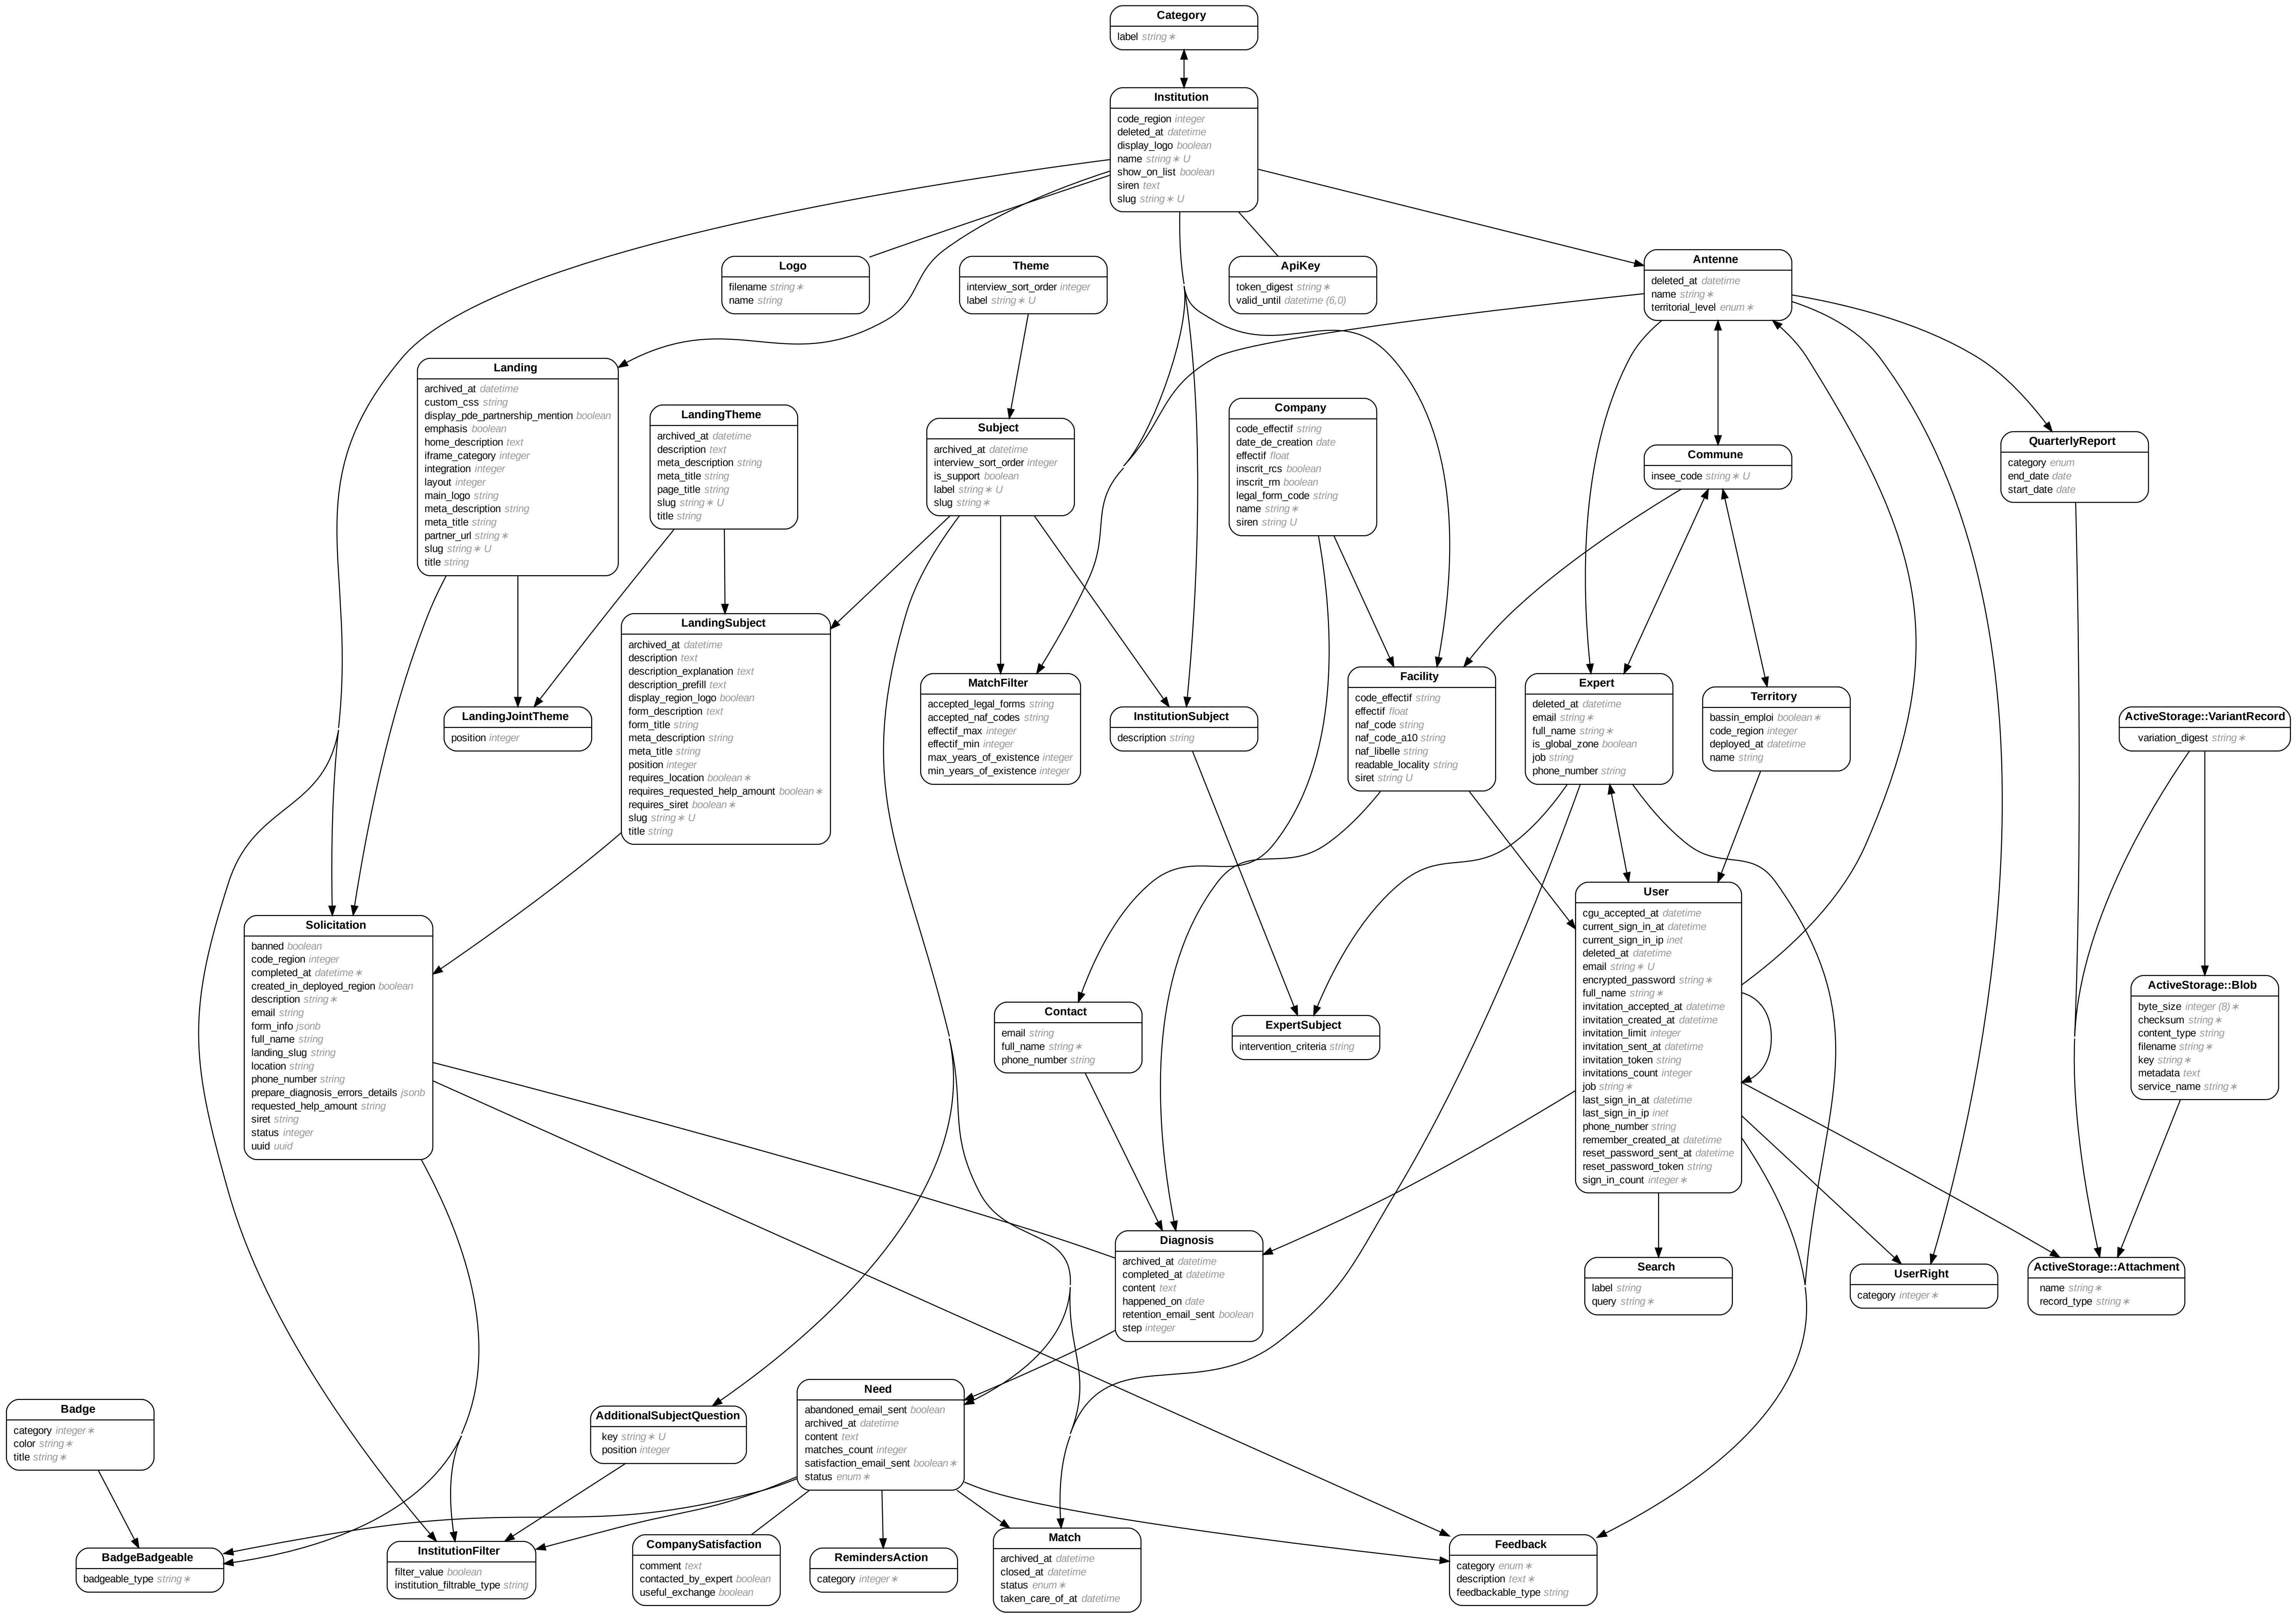 Category
label string∗
Institution
code_region integer
deleted_at datetime
display_logo boolean
name string∗ U
show_on_list boolean
siren text
slug string∗ U
Logo
filename string∗
name string
Theme
interview_sort_order integer
label string∗ U
ApiKey
token_digest string∗
valid_until datetime (6,0)
Antenne
deleted_at datetime
name string∗
territorial_level enum∗
Landing
archived_at datetime
custom_css string
display_pde_partnership_mention boolean
emphasis boolean
home_description text
iframe_category integer
integration integer
layout integer
main_logo string
meta_description string
meta_title string
partner_url string∗
slug string∗ U
title string
LandingTheme
archived_at datetime
description text
meta_description string
meta_title string
page_title string
slug string∗ U
title string
Subject
archived_at datetime
interview_sort_order integer
is_support boolean
label string∗ U
slug string∗
Company
code_effectif string
date_de_creation date
effectif float
inscrit_rcs boolean
inscrit_rm boolean
legal_form_code string
name string∗
siren string U
Commune
insee_code string∗ U
QuarterlyReport
category enum
end_date date
start_date date
LandingJointTheme
position integer
LandingSubject
archived_at datetime
description text
description_explanation text
description_prefill text
display_region_logo boolean
form_description text
form_title string
meta_description string
meta_title string
position integer
requires_location boolean∗
requires_requested_help_amount boolean∗
requires_siret boolean∗
slug string∗ U
title string
MatchFilter
accepted_legal_forms string
accepted_naf_codes string
effectif_max integer
effectif_min integer
max_years_of_existence integer
min_years_of_existence integer
InstitutionSubject
description string
Facility
code_effectif string
effectif float
naf_code string
naf_code_a10 string
naf_libelle string
readable_locality string
siret string U
Expert
deleted_at datetime
email string∗
full_name string∗
is_global_zone boolean
job string
phone_number string
Territory
bassin_emploi boolean∗
code_region integer
deployed_at datetime
name string
ActiveStorage::VariantRecord
variation_digest string∗
Solicitation
banned boolean
code_region integer
completed_at datetime∗
created_in_deployed_region boolean
description string∗
email string
form_info jsonb
full_name string
landing_slug string
location string
phone_number string
prepare_diagnosis_errors_details jsonb
requested_help_amount string
siret string
status integer
uuid uuid
Contact
email string
full_name string∗
phone_number string
ExpertSubject
intervention_criteria string
User
cgu_accepted_at datetime
current_sign_in_at datetime
current_sign_in_ip inet
deleted_at datetime
email string∗ U
encrypted_password string∗
full_name string∗
invitation_accepted_at datetime
invitation_created_at datetime
invitation_limit integer
invitation_sent_at datetime
invitation_token string
invitations_count integer
job string∗
last_sign_in_at datetime
last_sign_in_ip inet
phone_number string
remember_created_at datetime
reset_password_sent_at datetime
reset_password_token string
sign_in_count integer∗
ActiveStorage::Blob
byte_size integer (8)∗
checksum string∗
content_type string
filename string∗
key string∗
metadata text
service_name string∗
Diagnosis
archived_at datetime
completed_at datetime
content text
happened_on date
retention_email_sent boolean
step integer
Search
label string
query string∗
UserRight
category integer∗
ActiveStorage::Attachment
name string∗
record_type string∗
Badge
category integer∗
color string∗
title string∗
AdditionalSubjectQuestion
key string∗ U
position integer
Need
abandoned_email_sent boolean
archived_at datetime
content text
matches_count integer
satisfaction_email_sent boolean∗
status enum∗
BadgeBadgeable
badgeable_type string∗
InstitutionFilter
filter_value boolean
institution_filtrable_type string
CompanySatisfaction
comment text
contacted_by_expert boolean
useful_exchange boolean
RemindersAction
category integer∗
Match
archived_at datetime
closed_at datetime
status enum∗
taken_care_of_at datetime
Feedback
category enum∗
description text∗
feedbackable_type string